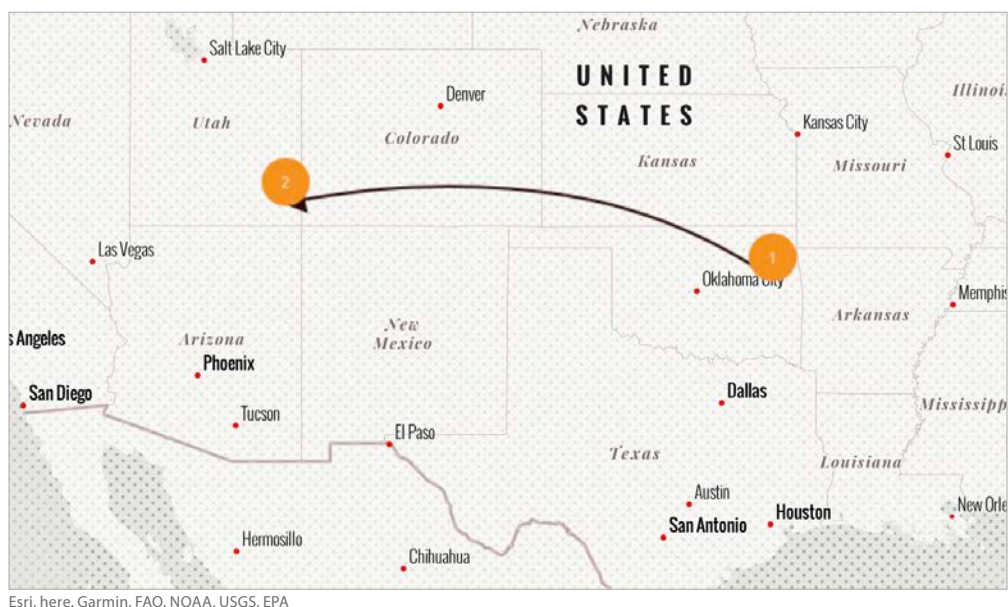 Nebraska
Salt Lake City
UNITED
STATES
Denver
Illinois
Nevada
Utah
Colorado
Kansas City
St Louis
Kansas
Missouri
2
Las Vegas
1
Oklahoma City
Memphis
Arkansas
New
Mexico
s Angeles
Arizona
Phoenix
San Diego
Dallas
Mississipp
Tucson
El Paso
Texas
Louisiana
Austin
New Orle
San Antonio
Houston
Hermosillo
Chihuahua
Esri, here, Garmin, FAO, NOAA, USGS, EPA